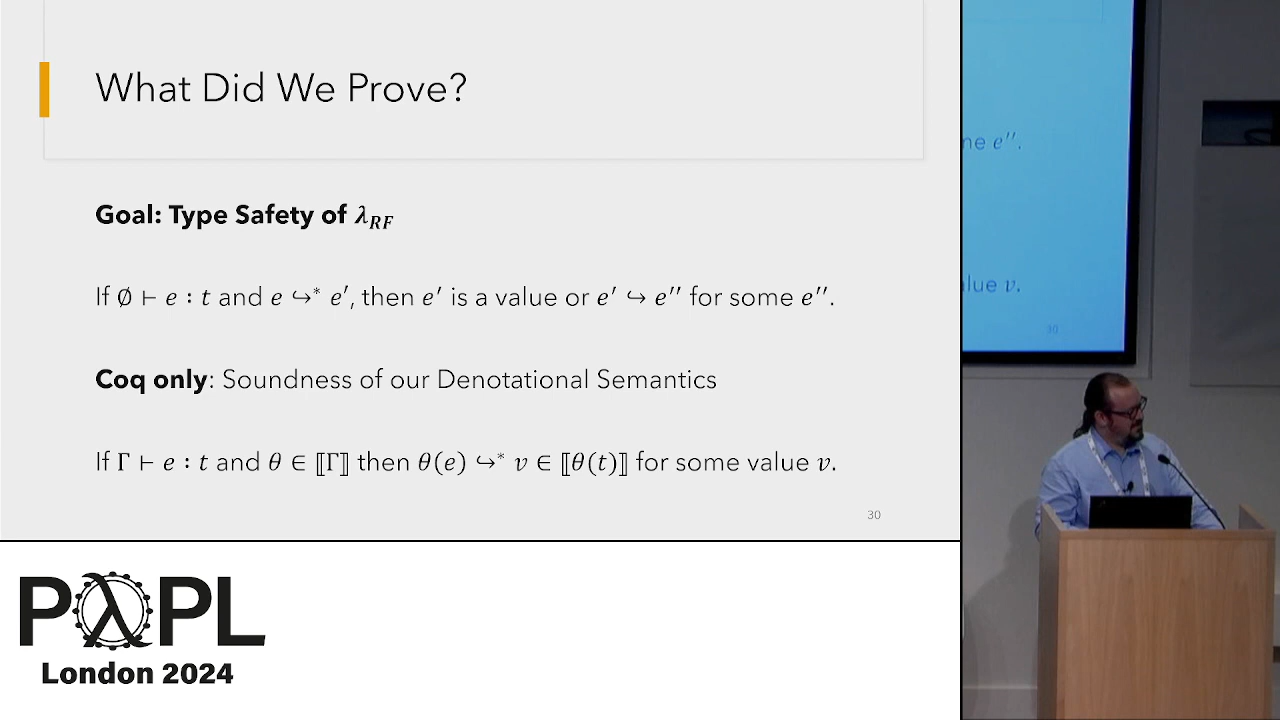 What Did We Prove?
Goal: Type Safety of λ_RF
If ∅ ⊢ e : t and e ↪* e′, then e′ is a value or e′ ↪ e′′ for some e′′.
Coq only: Soundness of our Denotational Semantics
If Γ ⊢ e : t and θ ∈ ⟦Γ⟧ then θ(e) ↪* v ∈ ⟦θ(t)⟧ for some value v.
30
PλPL
London 2024
e′′.
v.
30